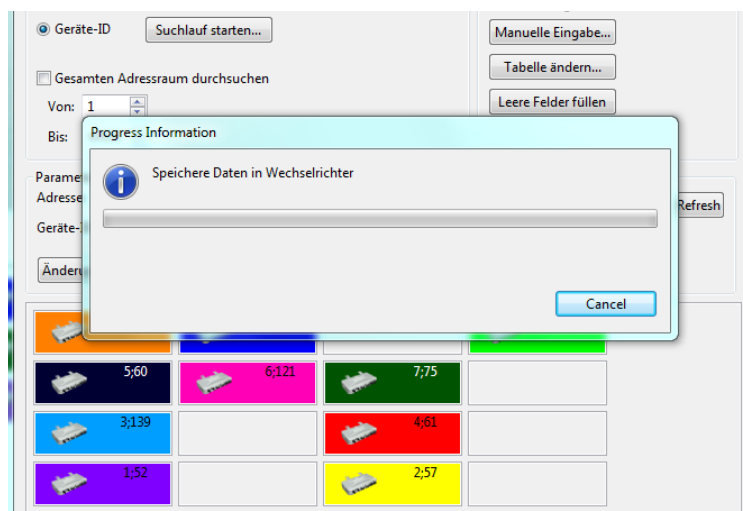 Geräte-ID
Suchlauf starten...
Manuelle Eingabe...
Gesamten Adressraum durchsuchen
Tabelle ändern...
Von: 1
Leere Felder füllen
Bis:
Progress Information
Speichere Daten in Wechselrichter
Adresse
Refresh
Cancel
5;60
6;121
7;75
3;139
4;61
1;52
2;57